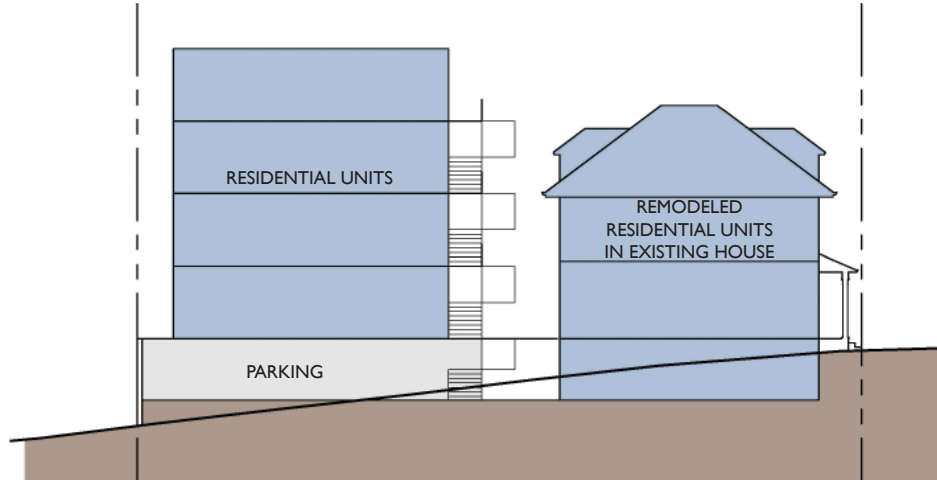 RESIDENTIAL UNITS
REMODELED
RESIDENTIAL UNITS
IN EXISTING HOUSE
PARKING